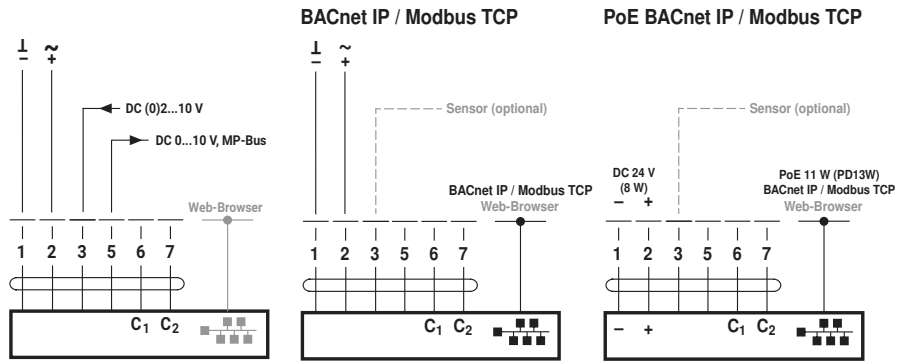 BACnet IP / Modbus TCP
PoE BACnet IP / Modbus TCP
⊥ ~
– +
DC (0)2...10 V
DC 0...10 V, MP-Bus
Web-Browser
1 2 3 5 6 7
C1 C2
⊥ ~
– +
Sensor (optional)
BACnet IP / Modbus TCP
Web-Browser
1 2 3 5 6 7
C1 C2
Sensor (optional)
DC 24 V
(8 W)
– +
PoE 11 W (PD13W)
BACnet IP / Modbus TCP
Web-Browser
1 2 3 5 6 7
– + C1 C2